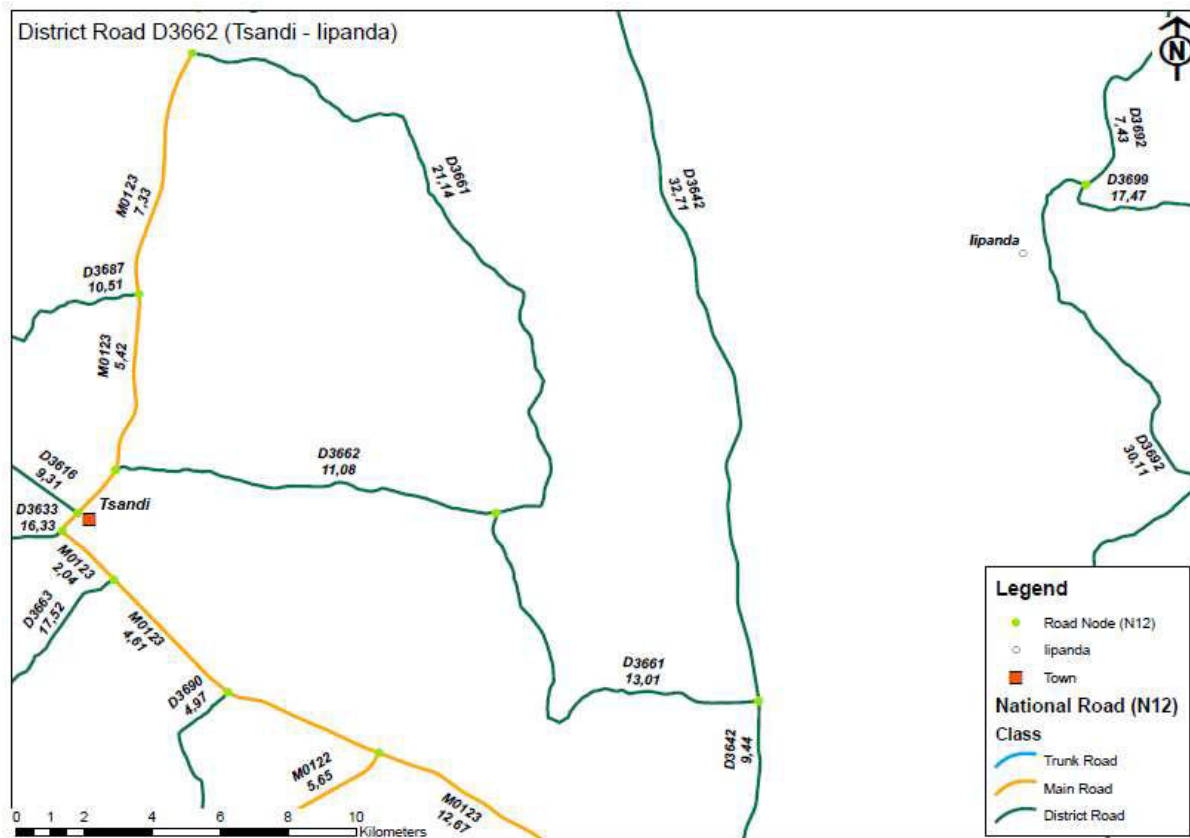 District Road D3662 (Tsandi - Iipanda)
N
D3692
7,43
D3661
21,14
D3642
32,71
D3699
17,47
M0123
7,33
Iipanda
D3687
10,51
M0123
5,42
D3692
30,11
D3662
11,08
D3616
9,31
Tsandi
D3633
16,33
M0123
2,04
D3663
17,52
M0123
4,61
D3661
13,01
D3690
4,97
D3642
9,44
M0122
5,65
M0123
12,67
Legend
Road Node (N12)
Iipanda
Town
National Road (N12)
Class
Trunk Road
Main Road
District Road
0 1 2 4 6 8 10
Kilometers